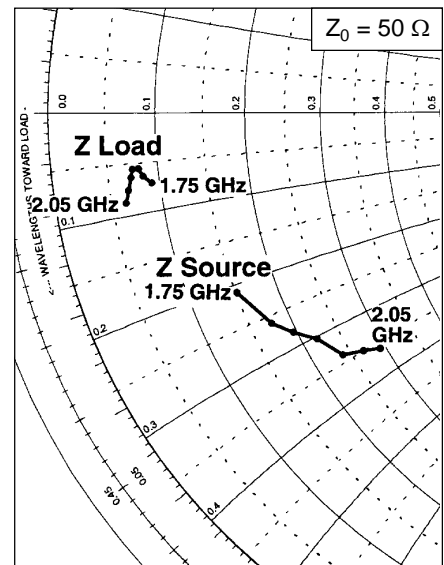 Z₀ = 50 Ω
0.0
0.1
0.2
0.3
0.4
0.5
<--- WAVELENGTHS TOWARD LOAD -
Z Load
1.75 GHz
2.05 GHz
0.1
Z Source
1.75 GHz
2.05
GHz
0.2
0.3
0.05
0.45
0.4